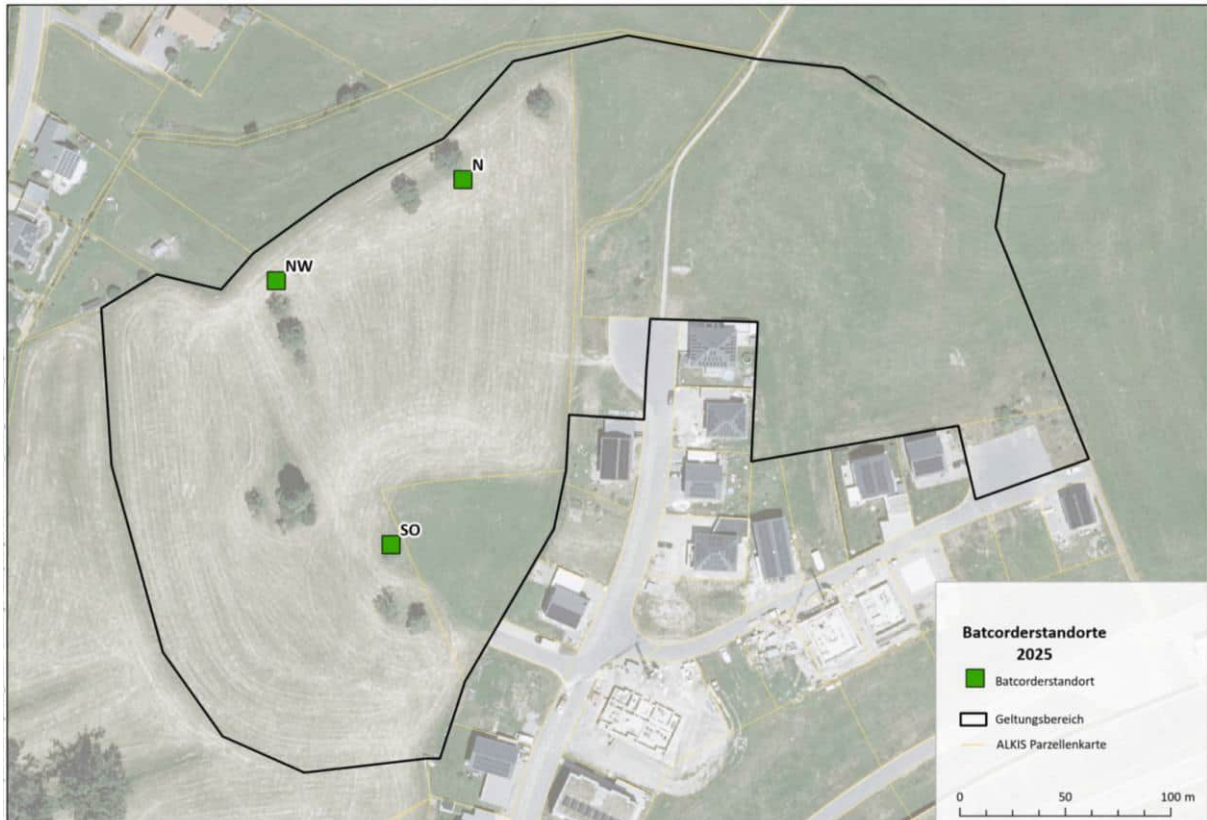 N
NW
SO
Batcorderstandorte
2025
Batcorderstandort
Geltungsbereich
ALKIS Parzellenkarte
0 50 100 m